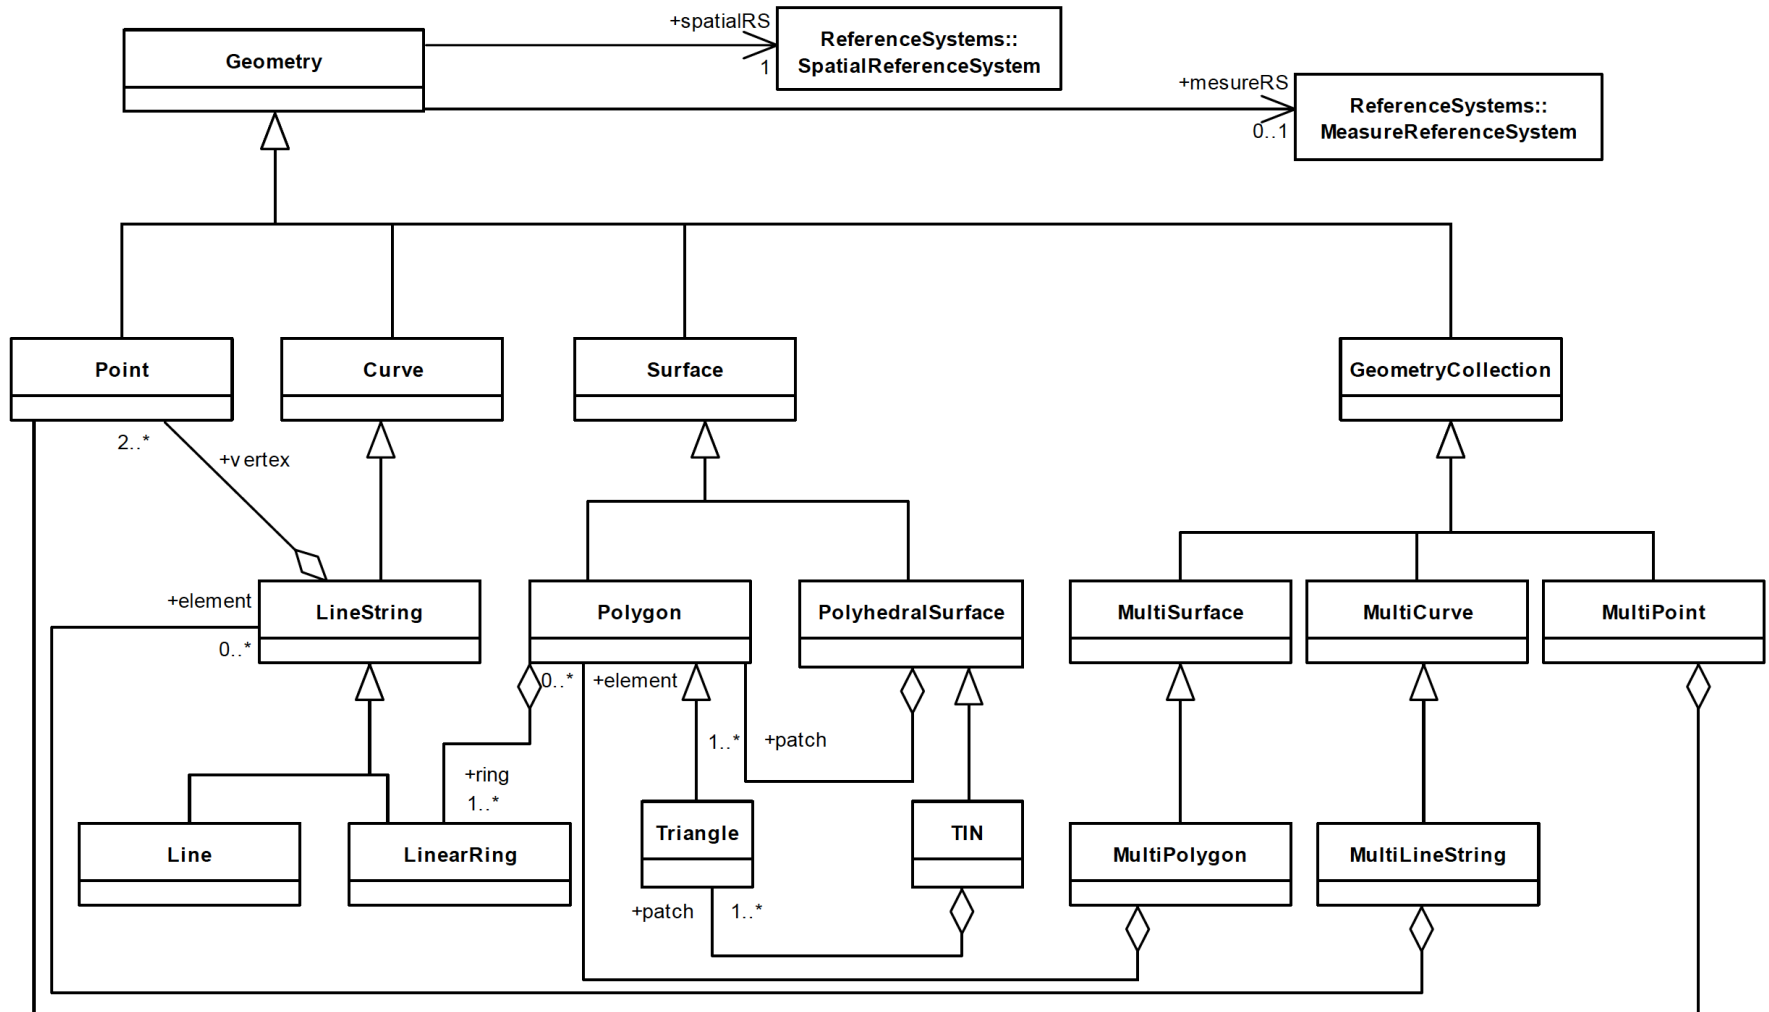 +spatialRS
1
Geometry
ReferenceSystems::
SpatialReferenceSystem
+mesureRS
0..1
ReferenceSystems::
MeasureReferenceSystem
Point
Curve
Surface
GeometryCollection
2..*
+vertex
+element
0..*
LineString
Polygon
PolyhedralSurface
MultiSurface
MultiCurve
MultiPoint
0..*
+element
1..*
+patch
+ring
1..*
Line
LinearRing
Triangle
TIN
MultiPolygon
MultiLineString
+patch
1..*